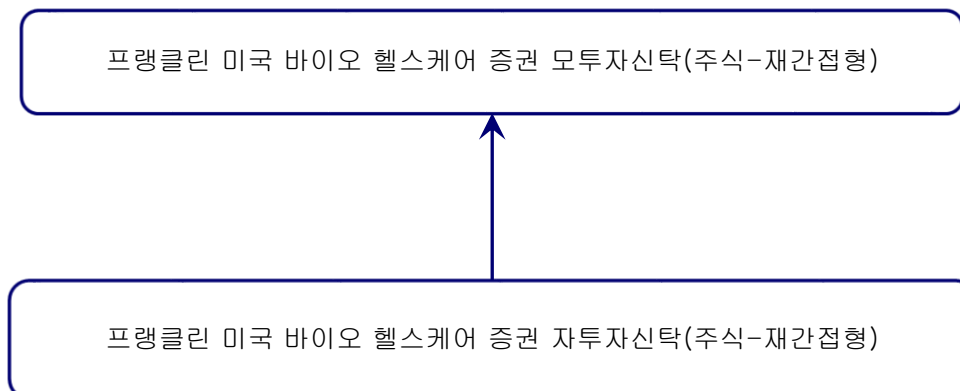 프랭클린 미국 바이오 헬스케어 증권 모투자신탁(주식-재간접형)
프랭클린 미국 바이오 헬스케어 증권 자투자신탁(주식-재간접형)